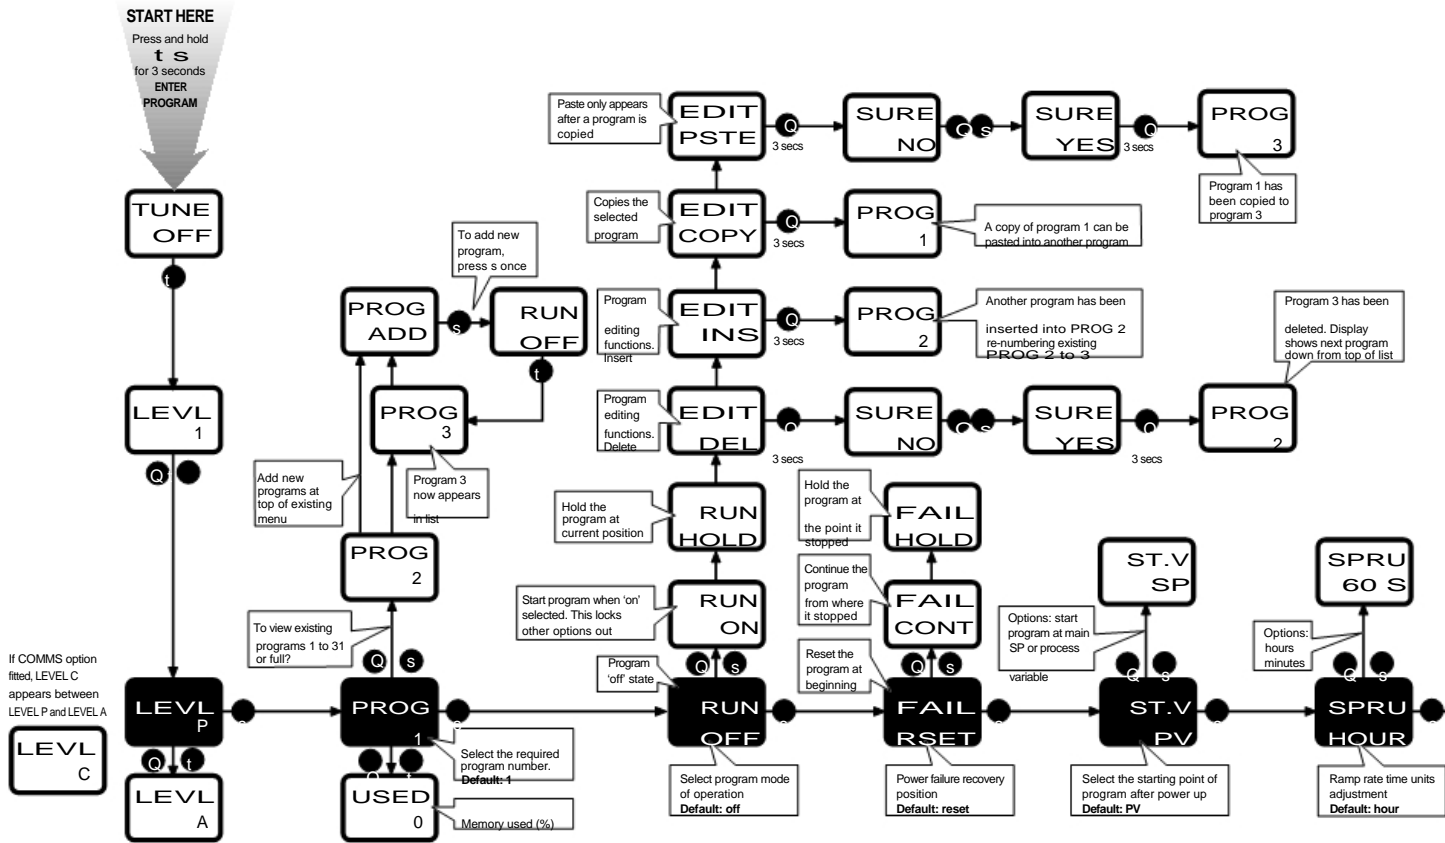 START HERE
Press and hold
t s
for 3 seconds
ENTER
PROGRAM
TUNE
OFF
t
LEVL
1
Q
If COMMS option
fitted, LEVEL C
appears between
LEVEL P and LEVEL A
LEVL
C
LEVL
P
Q t
LEVL
A
To add new
program,
press s once
PROG
ADD
s
RUN
OFF
t
PROG
3
Add new
programs at
top of existing
menu
Program 3
now appears
in list
PROG
2
To view existing
programs 1 to 31
or full?
Q s
PROG
1
Select the required
program number.
Default: 1
Q t
USED
0
Memory used (%)
Paste only appears
after a program is
copied
EDIT
PSTE
Q
3 secs
SURE
NO
Q s
SURE
YES
Q
3 secs
PROG
3
Program 1 has
been copied to
program 3
Copies the
selected
program
EDIT
COPY
Q
3 secs
PROG
1
A copy of program 1 can be
pasted into another program
Program
editing
functions.
Insert
EDIT
INS
Q
3 secs
PROG
2
Another program has been
inserted into PROG 2
re-numbering existing
PROG 2 to 3
Program 3 has been
deleted. Display
shows next program
down from top of list
Program
editing
functions.
Delete
EDIT
DEL
Q
3 secs
SURE
NO
Q s
SURE
YES
Q
3 secs
PROG
2
Hold the
program at
current position
RUN
HOLD
Hold the
program at
the point it
stopped
FAIL
HOLD
Start program when ‘on’
selected. This locks
other options out
RUN
ON
Continue the
program
from where
it stopped
FAIL
CONT
ST.V
SP
SPRU
60 S
Options: start
program at main
SP or process
variable
Options:
hours
minutes
Program
‘off’ state
Q s
RUN
OFF
Reset the
program at
beginning
Q s
FAIL
RSET
Q s
ST.V
PV
Q s
SPRU
HOUR
Select program mode
of operation
Default: off
Power failure recovery
position
Default: reset
Select the starting point of
program after power up
Default: PV
Ramp rate time units
adjustment
Default: hour